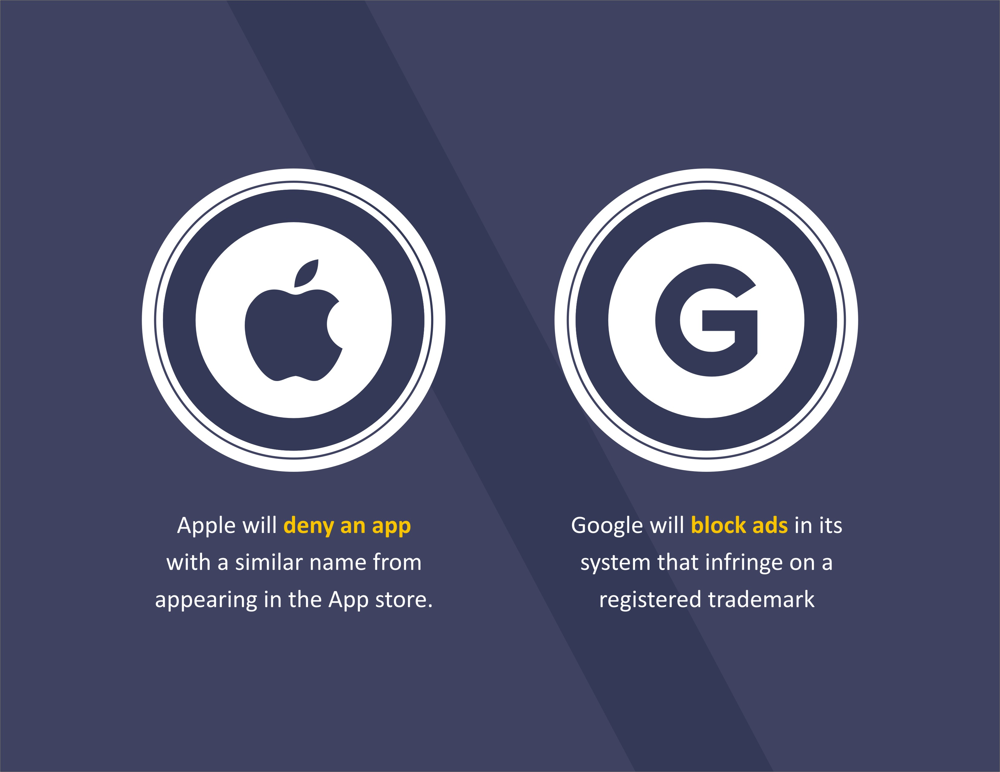 G
Apple will deny an app
with a similar name from
appearing in the App store.
Google will block ads in its
system that infringe on a
registered trademark